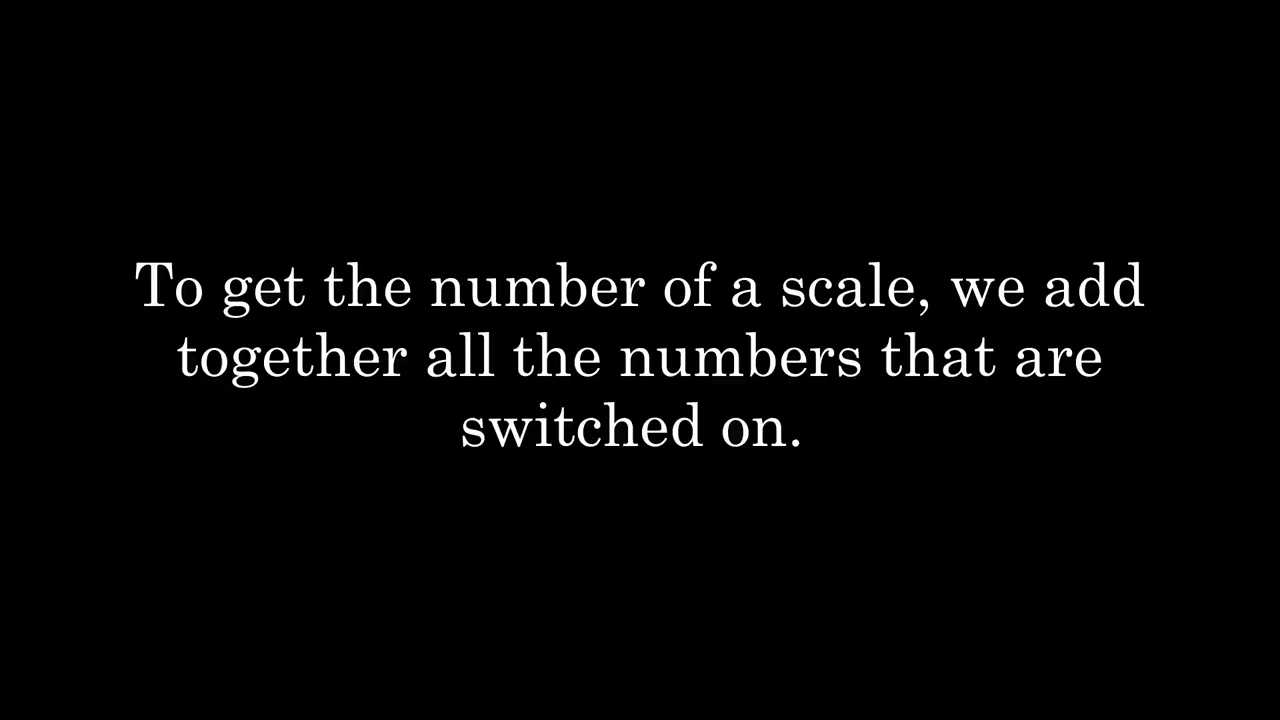 To get the number of a scale, we add
together all the numbers that are
switched on.